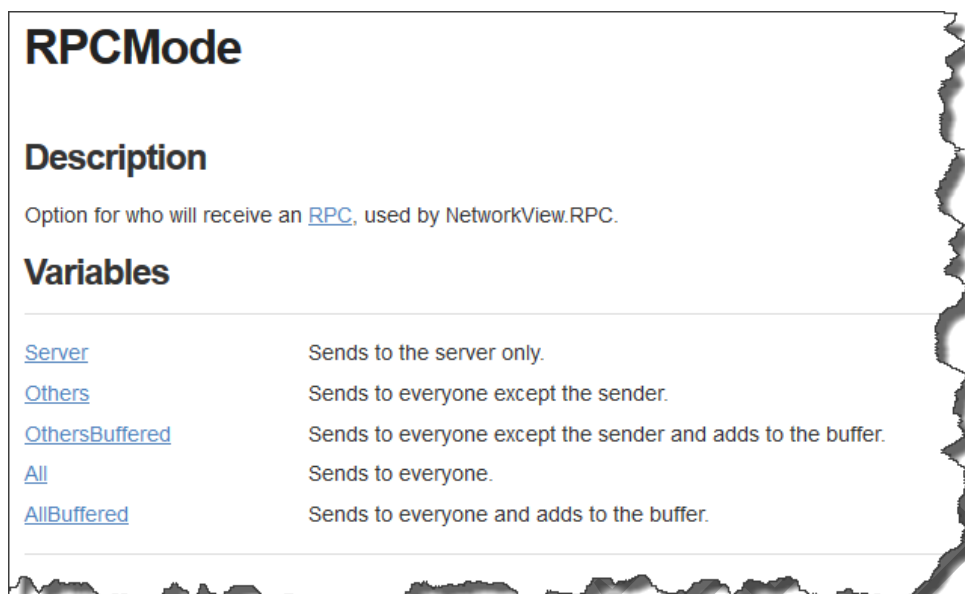 RPCMode
Description
Option for who will receive an RPC, used by NetworkView.RPC.
Variables
Server Sends to the server only.
Others Sends to everyone except the sender.
OthersBuffered Sends to everyone except the sender and adds to the buffer.
All Sends to everyone.
AllBuffered Sends to everyone and adds to the buffer.